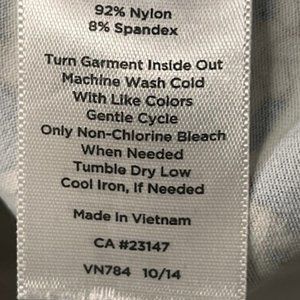 92% Nylon
8% Spandex
Turn Garment Inside Out
Machine Wash Cold
With Like Colors
Gentle Cycle
Only Non-Chlorine Bleach
When Needed
Tumble Dry Low
Cool Iron, If Needed
Made in Vietnam
CA #23147
VN784 10/14